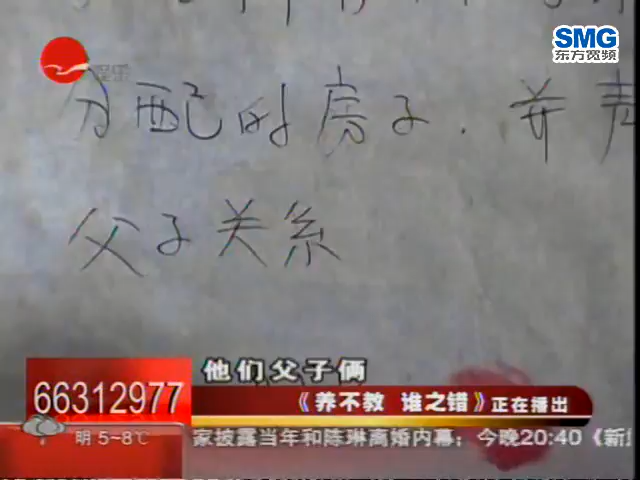 SMG
东方宽频
娱乐
分配的房子.并
父子关系
他们父子俩
66312977
《养不教 谁之错》正在播出
明 5~8℃
家披露当年和陈琳离婚内幕；今晚20:40《新